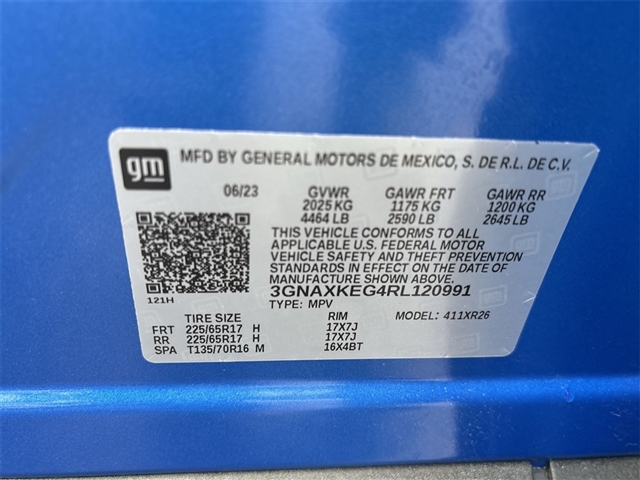 gm MFD BY GENERAL MOTORS DE MEXICO, S. DE R.L. DE C.V.
06/23 GVWR GAWR FRT GAWR RR
2025 KG 1175 KG 1200 KG
4464 LB 2590 LB 2645 LB
THIS VEHICLE CONFORMS TO ALL
APPLICABLE U.S. FEDERAL MOTOR
VEHICLE SAFETY AND THEFT PREVENTION
STANDARDS IN EFFECT ON THE DATE OF
MANUFACTURE SHOWN ABOVE.
3GNAXKEG4RL120991
121H TYPE: MPV MODEL: 411XR26
TIRE SIZE RIM
FRT 225/65R17 H 17X7J
RR 225/65R17 H 17X7J
SPA T135/70R16 M 16X4BT